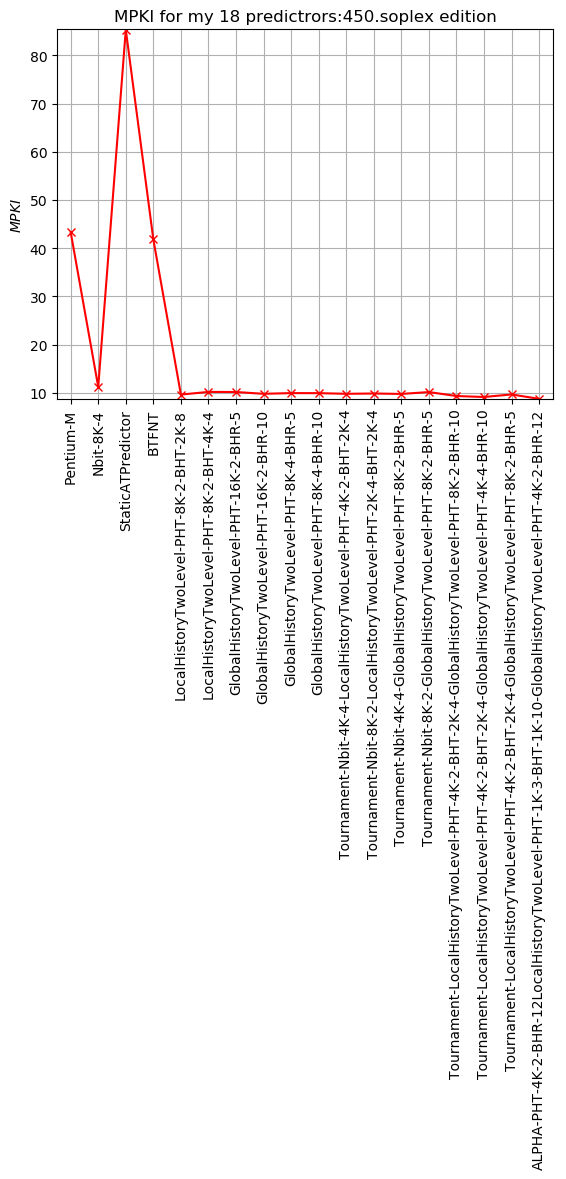 MPKI for my 18 predictrors:450.soplex edition
80
70
60
50
40
30
20
10
MPKI
Pentium-M
Nbit-8K-4
StaticATPredictor
BTFNT
LocalHistoryTwoLevel-PHT-8K-2-BHT-2K-8
LocalHistoryTwoLevel-PHT-8K-2-BHT-4K-4
GlobalHistoryTwoLevel-PHT-16K-2-BHR-5
GlobalHistoryTwoLevel-PHT-16K-2-BHR-10
GlobalHistoryTwoLevel-PHT-8K-4-BHR-5
GlobalHistoryTwoLevel-PHT-8K-4-BHR-10
Tournament-Nbit-4K-4-LocalHistoryTwoLevel-PHT-4K-2-BHT-2K-4
Tournament-Nbit-8K-2-LocalHistoryTwoLevel-PHT-2K-4-BHT-2K-4
Tournament-Nbit-4K-4-GlobalHistoryTwoLevel-PHT-8K-2-BHR-5
Tournament-Nbit-8K-2-GlobalHistoryTwoLevel-PHT-8K-2-BHR-5
Tournament-LocalHistoryTwoLevel-PHT-4K-2-BHT-2K-4-GlobalHistoryTwoLevel-PHT-8K-2-BHR-10
Tournament-LocalHistoryTwoLevel-PHT-4K-2-BHT-2K-4-GlobalHistoryTwoLevel-PHT-4K-4-BHR-10
Tournament-LocalHistoryTwoLevel-PHT-4K-2-BHT-2K-4-GlobalHistoryTwoLevel-PHT-8K-2-BHR-5
ALPHA-PHT-4K-2-BHR-12LocalHistoryTwoLevel-PHT-1K-3-BHT-1K-10-GlobalHistoryTwoLevel-PHT-4K-2-BHR-12